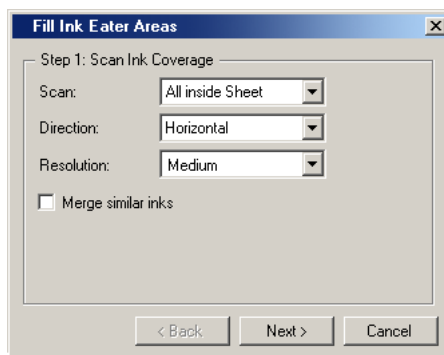 Fill Ink Eater Areas
Step 1: Scan Ink Coverage
Scan: All inside Sheet
Direction: Horizontal
Resolution: Medium
Merge similar inks
< Back Next > Cancel